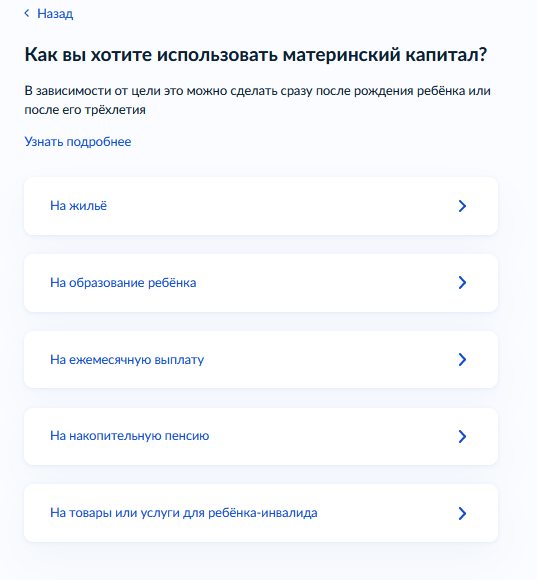 Назад
Как вы хотите использовать материнский капитал?
В зависимости от цели это можно сделать сразу после рождения ребёнка или
после его трёхлетия
Узнать подробнее
На жильё
На образование ребёнка
На ежемесячную выплату
На накопительную пенсию
На товары или услуги для ребёнка-инвалида